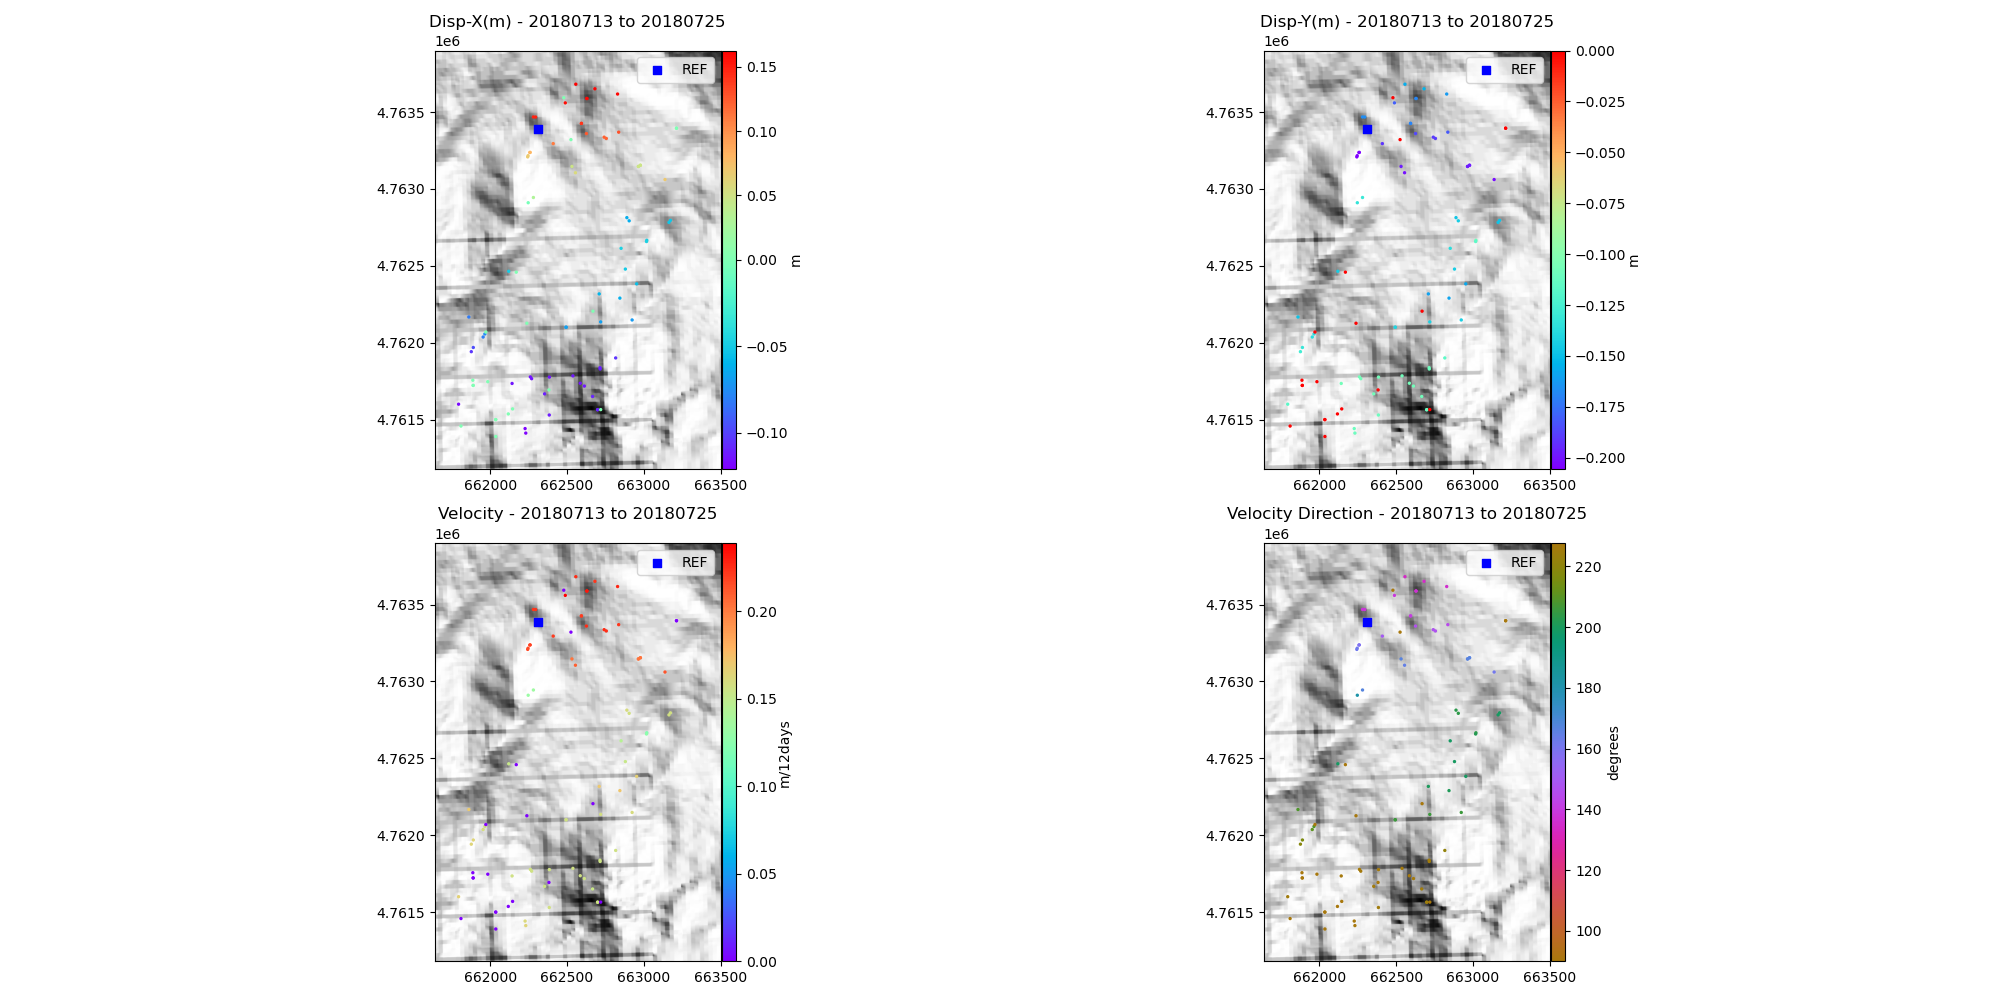 Disp-X(m) - 20180713 to 20180725
1e6
REF
4.7635
4.7630
4.7625
4.7620
4.7615
662000 662500 663000 663500
0.15
0.10
0.05
0.00
−0.05
−0.10
m
Disp-Y(m) - 20180713 to 20180725
1e6
REF
4.7635
4.7630
4.7625
4.7620
4.7615
662000 662500 663000 663500
0.000
−0.025
−0.050
−0.075
−0.100
−0.125
−0.150
−0.175
−0.200
m
Velocity - 20180713 to 20180725
1e6
REF
4.7635
4.7630
4.7625
4.7620
4.7615
662000 662500 663000 663500
0.20
0.15
0.10
0.05
0.00
m/12days
Velocity Direction - 20180713 to 20180725
1e6
REF
4.7635
4.7630
4.7625
4.7620
4.7615
662000 662500 663000 663500
220
200
180
160
140
120
100
degrees